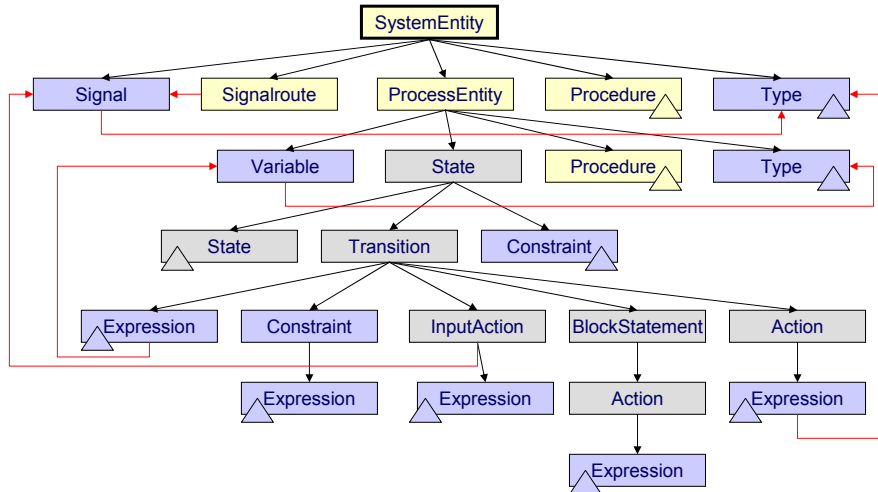 SystemEntity
Signal
Signalroute
ProcessEntity
Procedure
Type
Variable
State
Procedure
Type
State
Transition
Constraint
Expression
Constraint
InputAction
BlockStatement
Action
Expression
Expression
Action
Expression
Expression